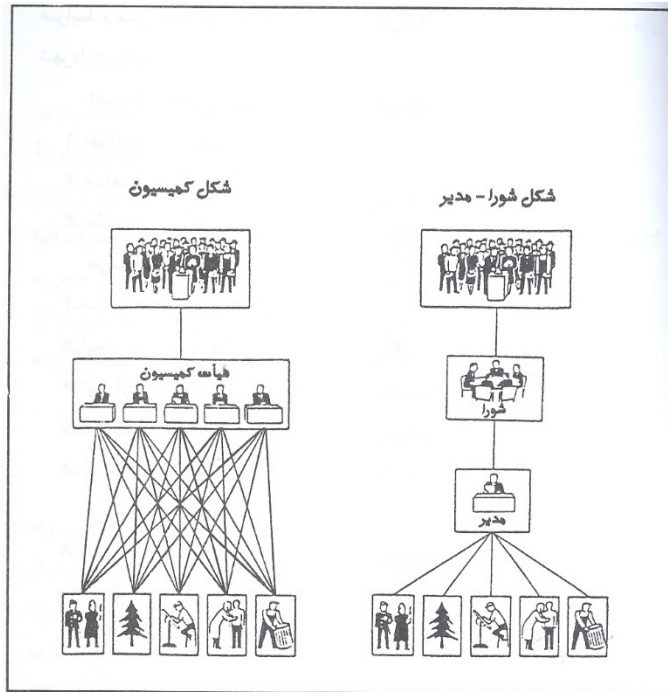 شکل شورا - مدیر
شکل کمیسیون
هیأت کمیسیون
شورا
مدیر